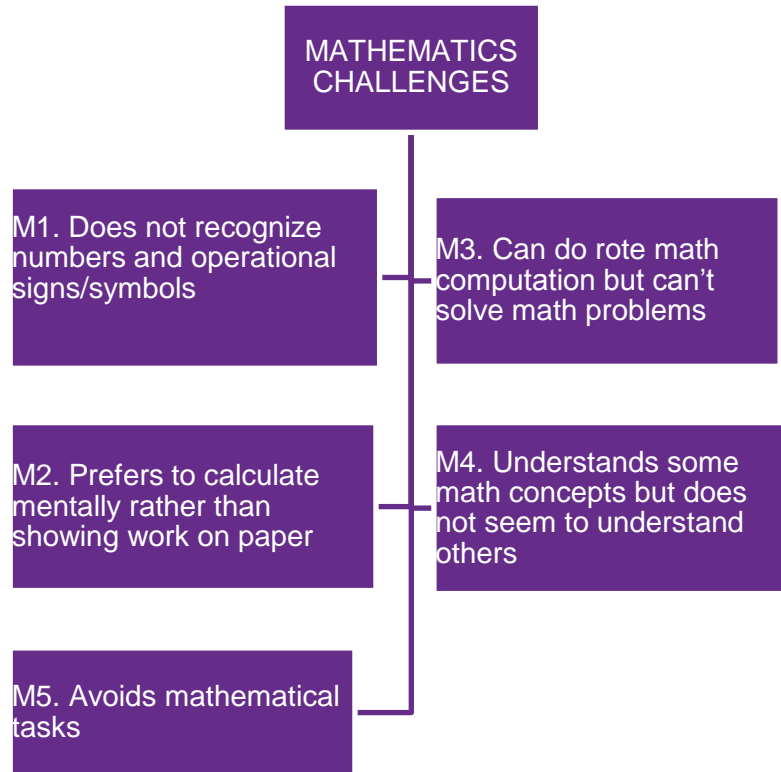 MATHEMATICS
CHALLENGES
M1. Does not recognize
numbers and operational
signs/symbols
M3. Can do rote math
computation but can’t
solve math problems
M2. Prefers to calculate
mentally rather than
showing work on paper
M4. Understands some
math concepts but does
not seem to understand
others
M5. Avoids mathematical
tasks